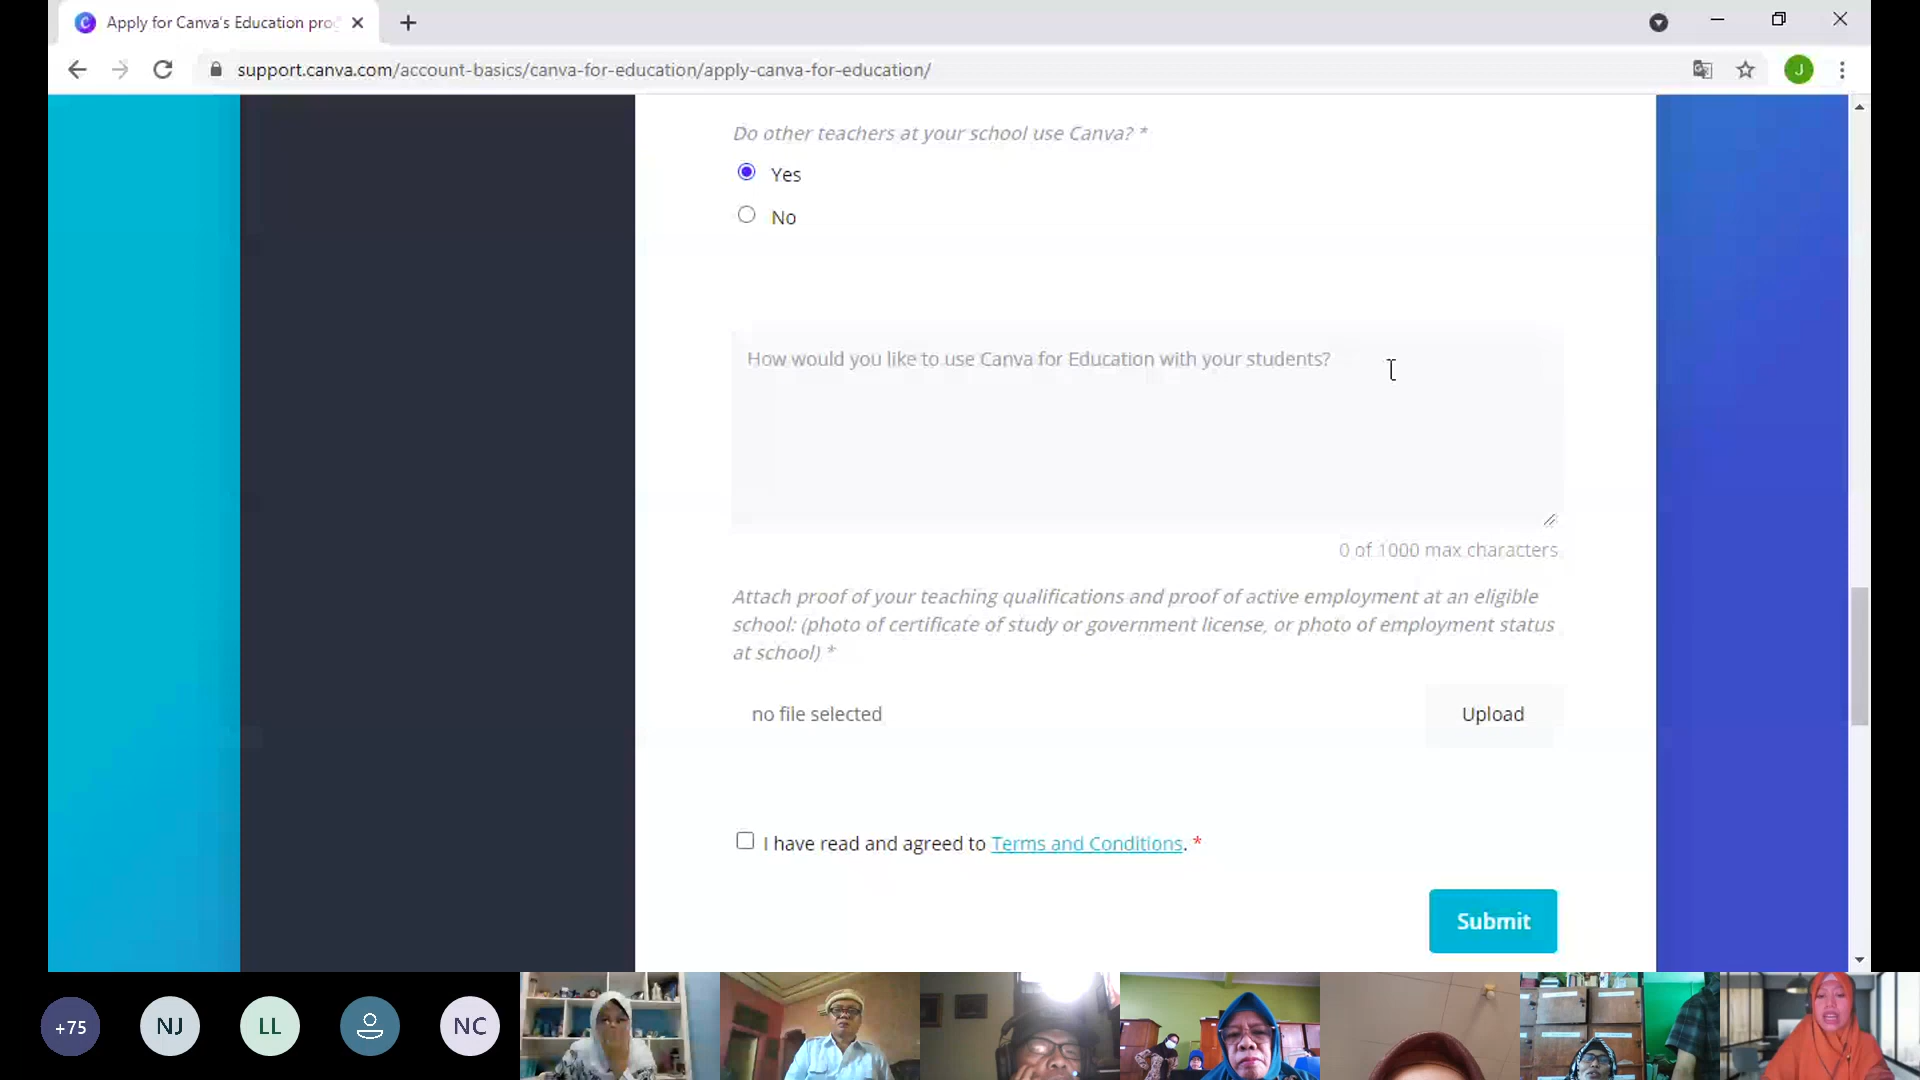 Apply for Canva's Education pro
support.canva.com/account-basics/canva-for-education/apply-canva-for-education/
J
Do other teachers at your school use Canva? *
Yes
No
How would you like to use Canva for Education with your students?
0 of 1000 max characters
Attach proof of your teaching qualifications and proof of active employment at an eligible
school: (photo of certificate of study or government license, or photo of employment status
at school) *
no file selected
Upload
I have read and agreed to Terms and Conditions. *
Submit
+75
NJ
LL
NC